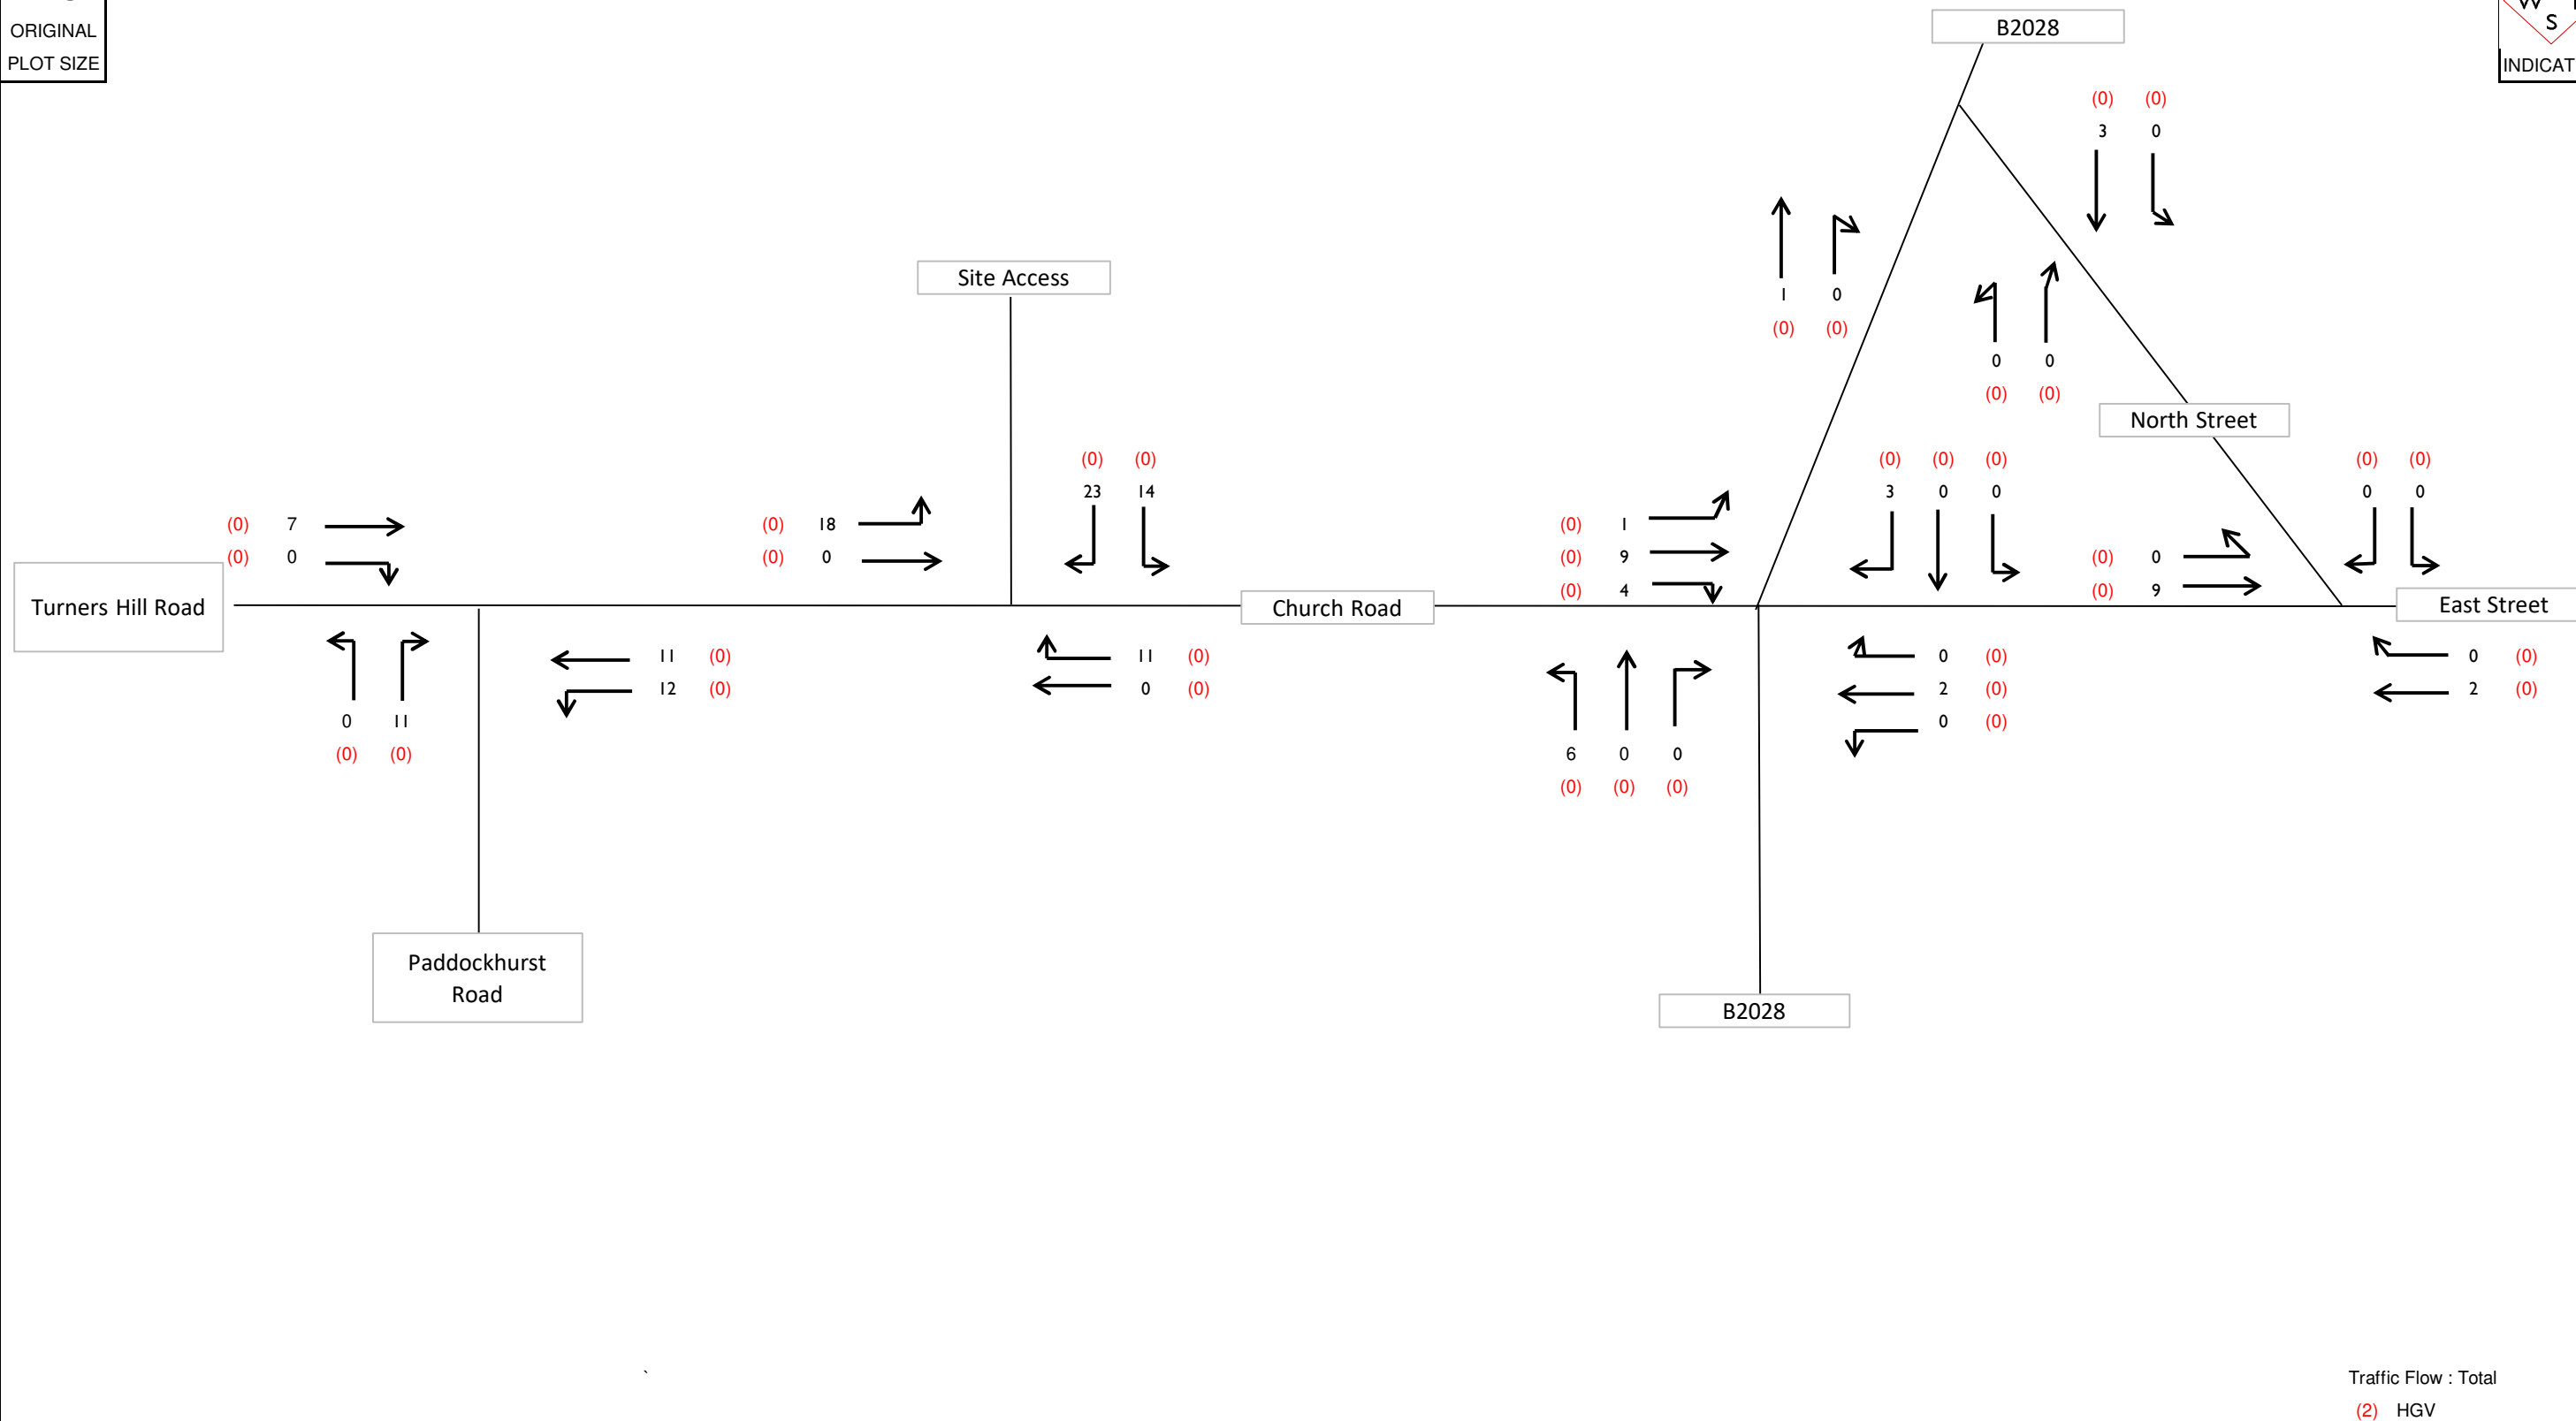 ORIGINAL
PLOT SIZE
B2028
W
S
INDICAT
(0) (0)
3 0
Site Access
1 0
(0) (0)
0 0
(0) (0)
North Street
(0) (0)
23 14
(0) (0) (0)
3 0 0
(0) (0)
0 0
(0) 7
(0) 0
(0) 18
(0) 0
(0) 1
(0) 9
(0) 4
(0) 0
(0) 9
Turners Hill Road
Church Road
East Street
11 (0)
12 (0)
11 (0)
0 (0)
0 (0)
2 (0)
0 (0)
0 (0)
2 (0)
0 11
(0) (0)
6 0 0
(0) (0) (0)
Paddockhurst
Road
B2028
`
Traffic Flow : Total
(2) HGV